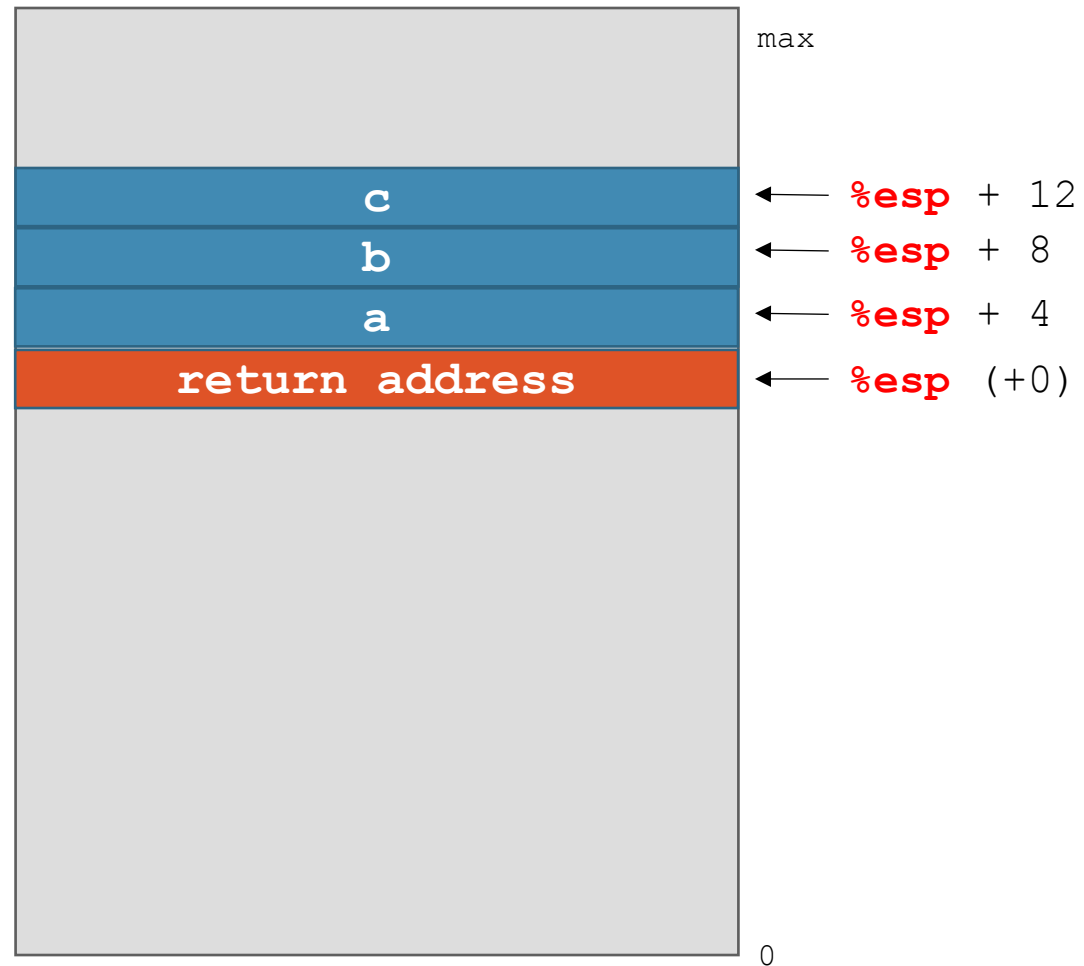 max
c %esp + 12
b %esp + 8
a %esp + 4
return address %esp (+0)
0